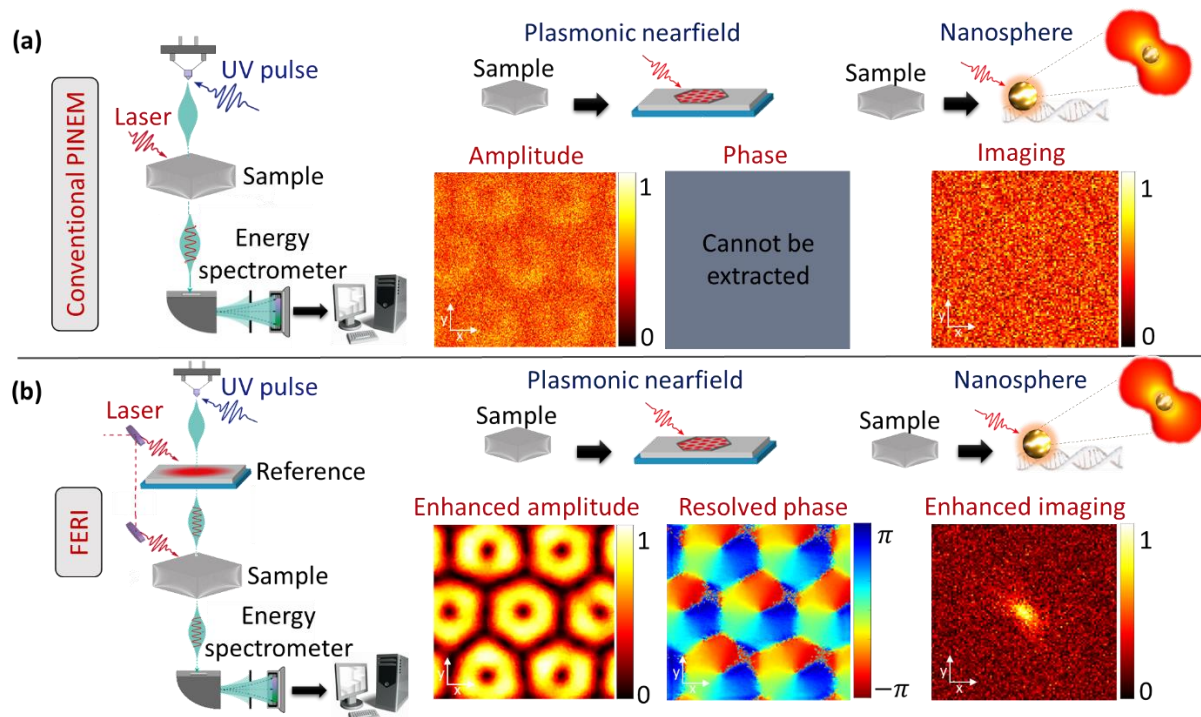 (a)
Conventional PINEM
UV pulse
Laser
Sample
Energy
spectrometer
Plasmonic nearfield
Sample
Nanosphere
Sample
Amplitude
1
0
y
x
Phase
Cannot be
extracted
Imaging
1
0
y
x
(b)
FERI
UV pulse
Laser
Reference
Sample
Energy
spectrometer
Plasmonic nearfield
Sample
Nanosphere
Sample
Enhanced amplitude
1
0
y
x
Resolved phase
π
−π
y
x
Enhanced imaging
1
0
y
x